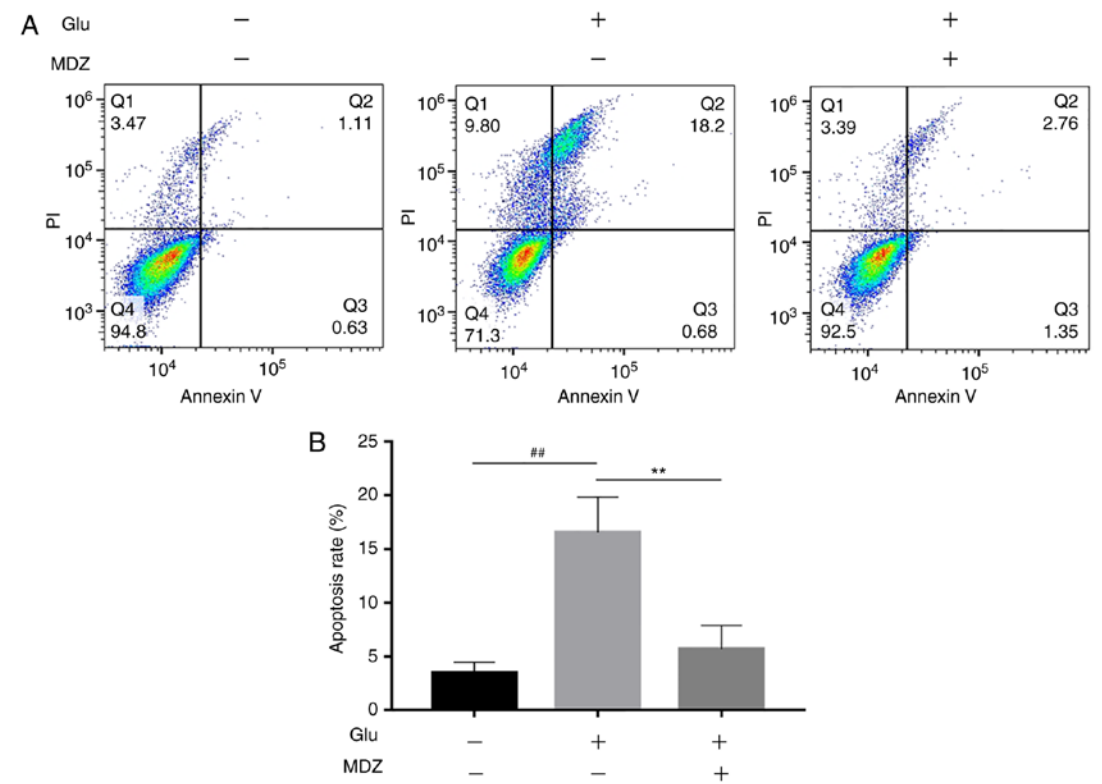 A
Glu − + +
MDZ − − +
Q1 Q2 Q1 Q2 Q1 Q2
3.47 1.11 9.80 18.2 3.39 2.76
10⁶ 10⁶ 10⁶
10⁵ 10⁵ 10⁵
PI PI PI
10⁴ 10⁴ 10⁴
10³ 10³ 10³
Q4 Q3 Q4 Q3 Q4 Q3
94.8 0.63 71.3 0.68 92.5 1.35
10⁴ 10⁵ 10⁴ 10⁵ 10⁴ 10⁵
Annexin V Annexin V Annexin V
B
Apoptosis rate (%)
25
20
15
10
5
0
## **
Glu − + +
MDZ − − +